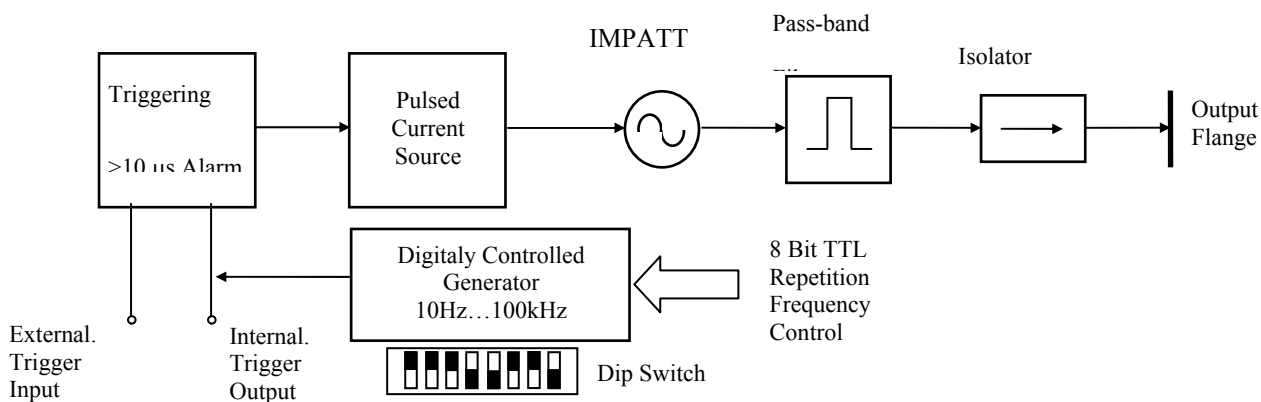 Triggering
>10 µs Alarm
Pulsed
Current
Source
IMPATT
Pass-band
Isolator
Output
Flange
Digitaly Controlled
Generator
10Hz…100kHz
8 Bit TTL
Repetition
Frequency
Control
External.
Trigger
Input
Internal.
Trigger
Output
Dip Switch